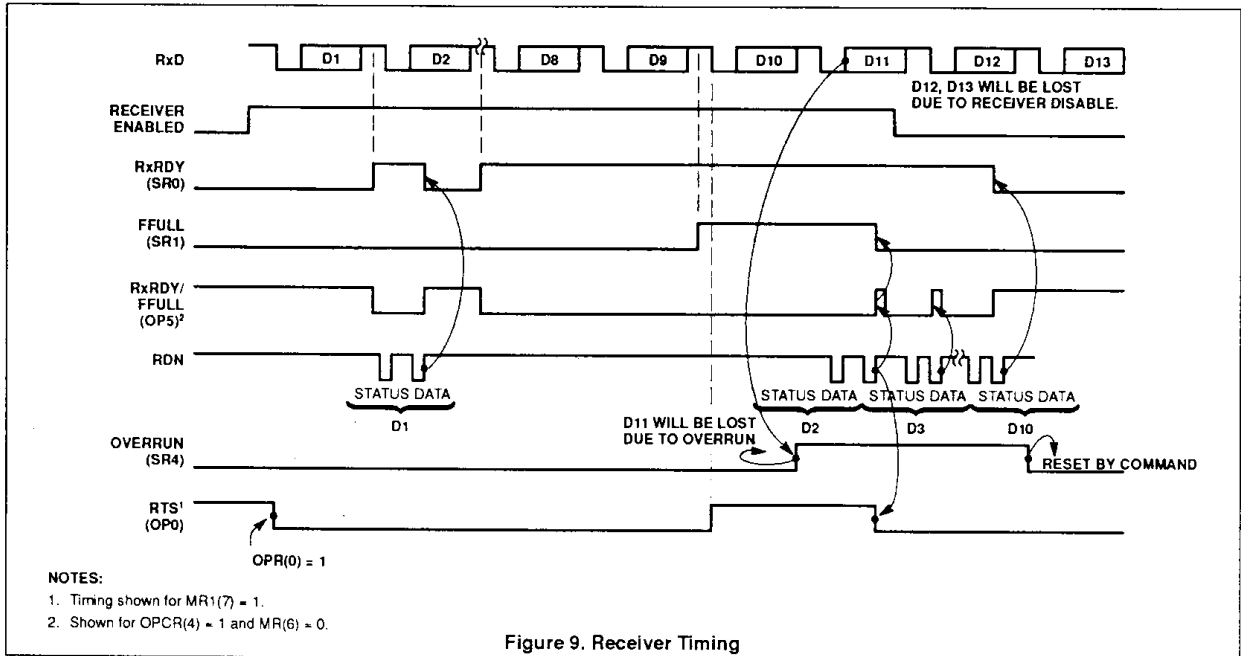 RxD
D1
D2
D8
D9
D10
D11
D12
D13
D12, D13 WILL BE LOST
DUE TO RECEIVER DISABLE.
RECEIVER
ENABLED
RxRDY
(SR0)
FFULL
(SR1)
RxRDY/
FFULL
(OP5)²
RDN
STATUS DATA
D1
STATUS DATA
D2
STATUS DATA
D3
STATUS DATA
D10
D11 WILL BE LOST
DUE TO OVERRUN
OVERRUN
(SR4)
RESET BY COMMAND
RTS¹
(OP0)
OPR(0) = 1
NOTES:
1. Timing shown for MR1(7) = 1.
2. Shown for OPCR(4) = 1 and MR(6) = 0.
Figure 9. Receiver Timing